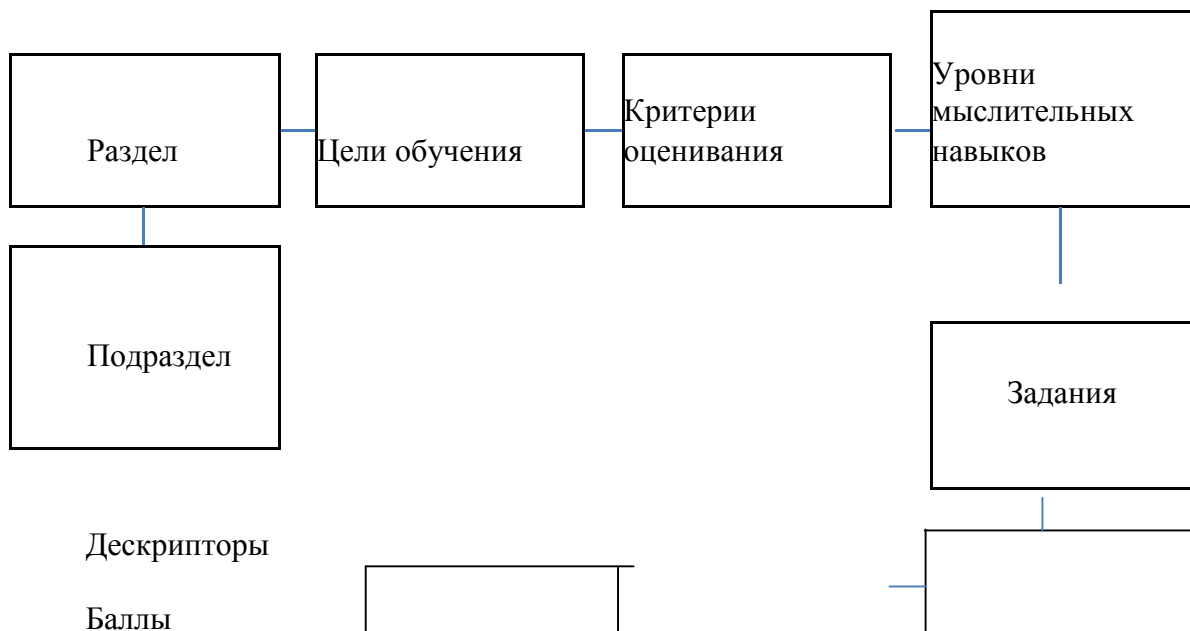 Раздел
Цели обучения
Критерии
оценивания
Уровни
мыслительных
навыков
Подраздел
Задания
Дескрипторы
Баллы